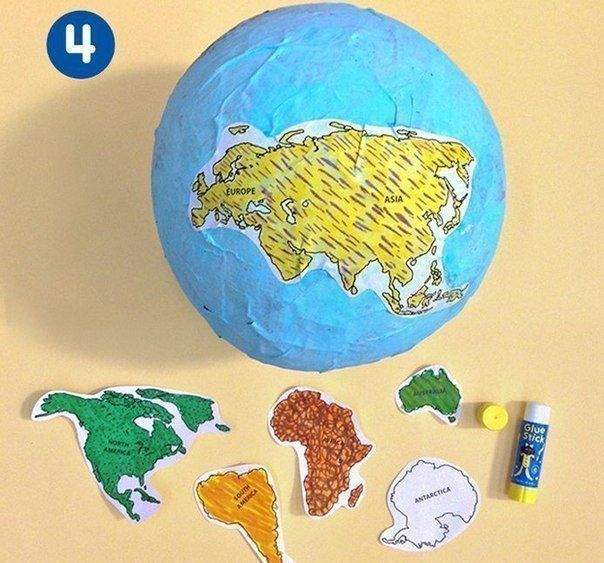 4
EUROPE
ASIA
NORTH
AMERICA
SOUTH
AMERICA
AFRICA
AUSTRALIA
ANTARCTICA
Glue
Stick